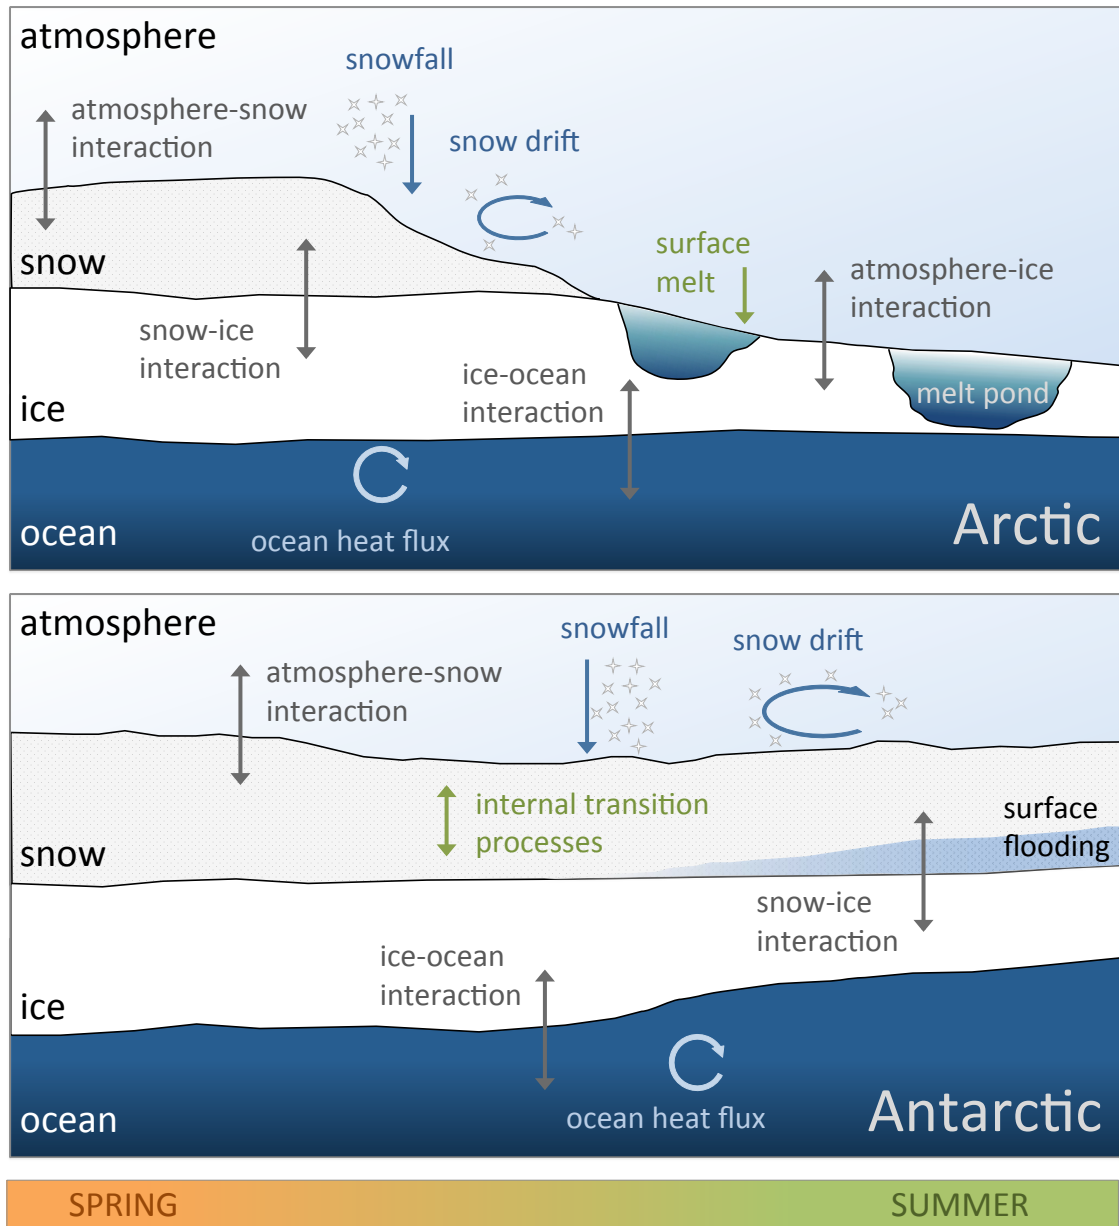 atmosphere
snowfall
atmosphere-snow
interaction
snow drift
surface
melt
atmosphere-ice
interaction
snow
snow-ice
interaction
ice-ocean
interaction
melt pond
ice
ocean
ocean heat flux
Arctic
atmosphere
snowfall
snow drift
atmosphere-snow
interaction
internal transition
processes
surface
flooding
snow
snow-ice
interaction
ice-ocean
interaction
ice
ocean
ocean heat flux
Antarctic
SPRING
SUMMER